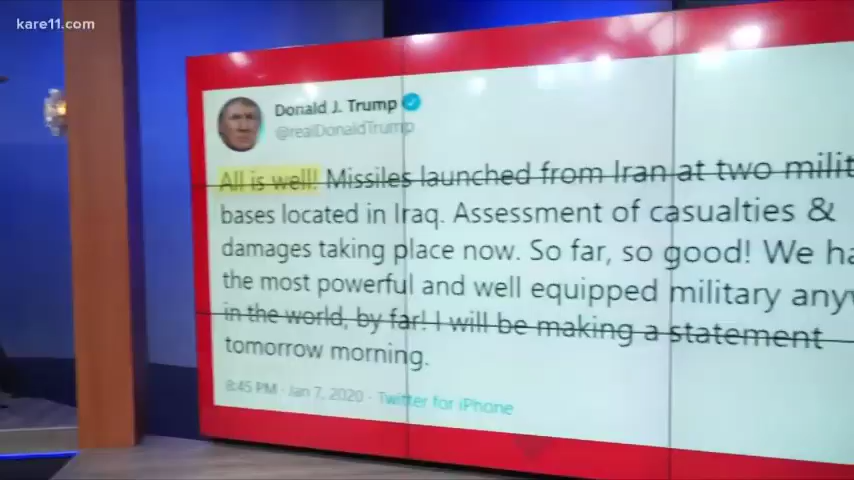 kare11.com
Donald J. Trump
@realDonaldTrump
All is well! Missiles launched from Iran at two milit
bases located in Iraq. Assessment of casualties &
damages taking place now. So far, so good! We ha
the most powerful and well equipped military any
in the world, by far! I will be making a statement
tomorrow morning.
8:45 PM · Jan 7, 2020 · Twitter for iPhone